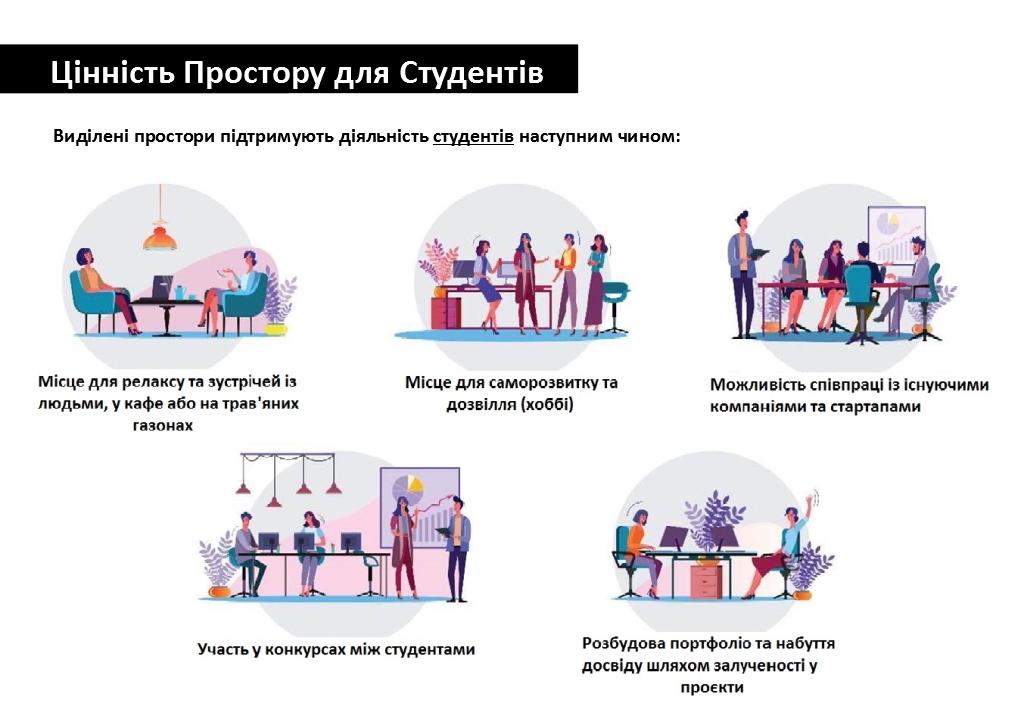 Цінність Простору для Студентів
Виділені простори підтримують діяльність студентів наступним чином:
Місце для релаксу та зустрічей із
людьми, у кафе або на трав'яних
газонах
Місце для саморозвитку та
дозвілля (хоббі)
Можливість співпраці із існуючими
компаніями та стартапами
Участь у конкурсах між студентами
Розбудова портфоліо та набуття
досвіду шляхом залученості у
проєкти